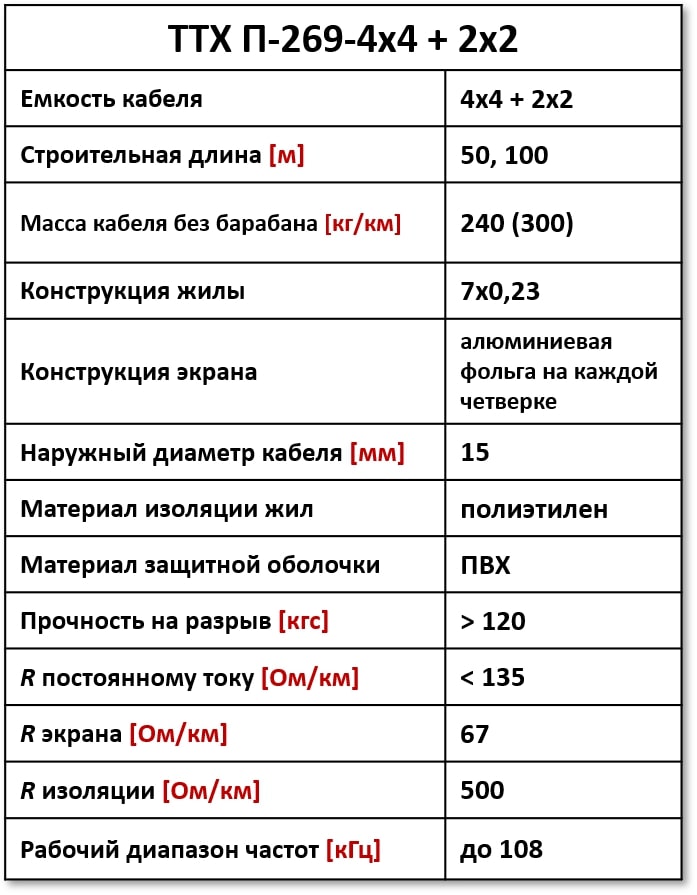 ТТХ П-269-4х4 + 2х2
Емкость кабеля 4х4 + 2х2
Строительная длина [м] 50, 100
Масса кабеля без барабана [кг/км] 240 (300)
Конструкция жилы 7х0,23
Конструкция экрана
алюминиевая
фольга на каждой
четверке
Наружный диаметр кабеля [мм] 15
Материал изоляции жил полиэтилен
Материал защитной оболочки ПВХ
Прочность на разрыв [кгс] > 120
R постоянному току [Ом/км] < 135
R экрана [Ом/км] 67
R изоляции [Ом/км] 500
Рабочий диапазон частот [кГц] до 108